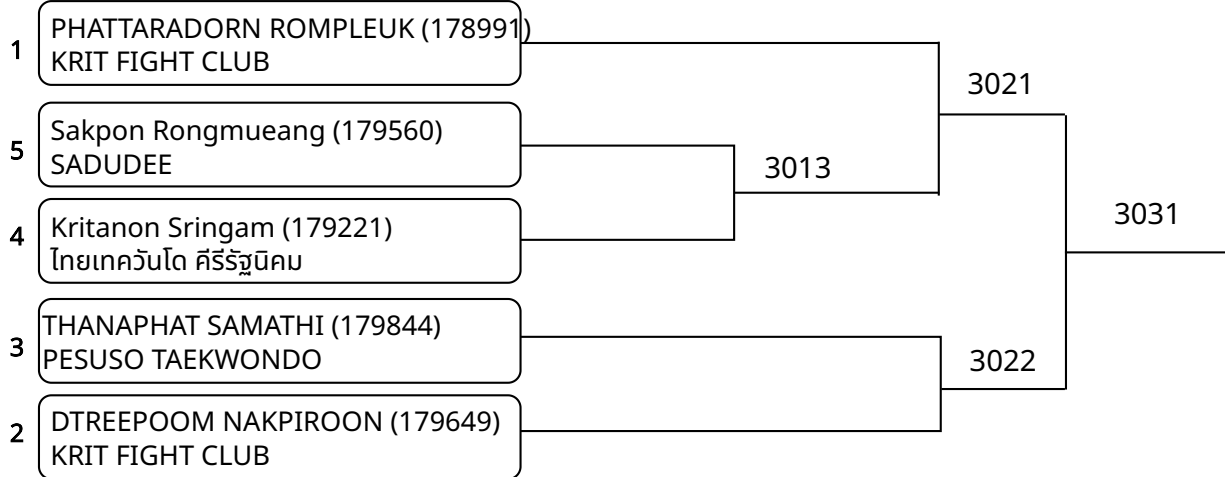 1
PHATTARADORN ROMPLEUK (178991)
KRIT FIGHT CLUB
3021
5
Sakpon Rongmueang (179560)
SADUDEE
3013
4
Kritanon Sringam (179221)
ไทยเทควันโด คีรีรัฐนิคม
3031
3
THANAPHAT SAMATHI (179844)
PESUSO TAEKWONDO
3022
2
DTREEPOOM NAKPIROON (179649)
KRIT FIGHT CLUB